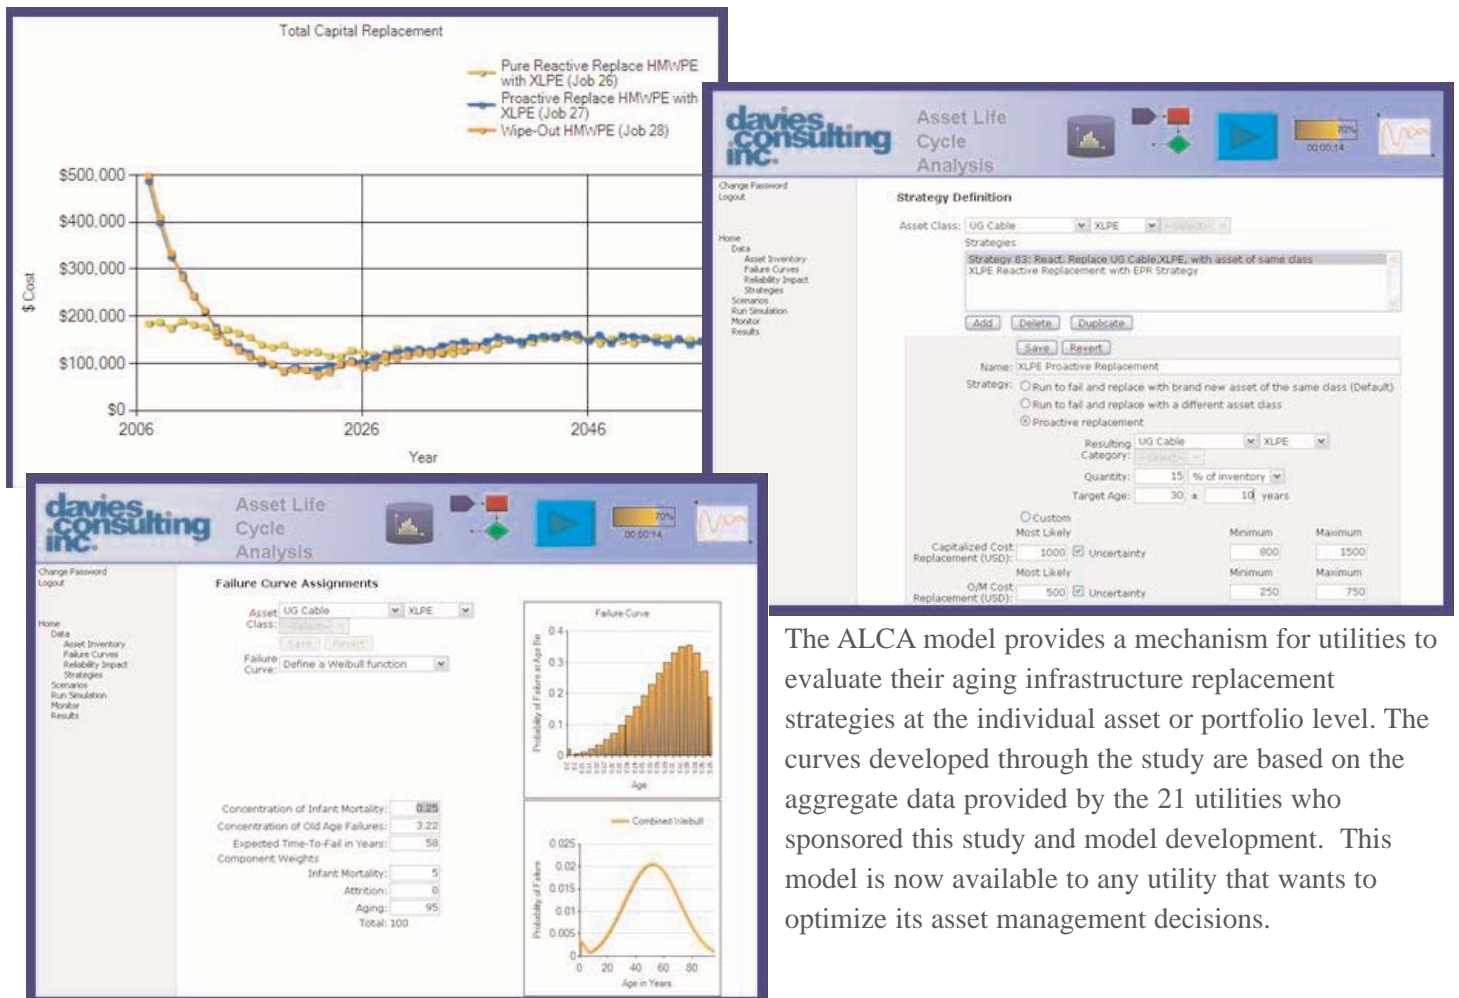 Total Capital Replacement
Pure Reactive Replace HMWPE
with XLPE (Job 26)
Proactive Replace HMWPE with
XLPE (Job 27)
Wipe-Out HMWPE (Job 28)
$500,000
$400,000
$300,000
$200,000
$100,000
$0
$ Cost
2006
2026
2046
Year
davies
consulting
inc.
Asset Life
Cycle
Analysis
70%
00:00:14
Change Password
Logout
Home
Data
Asset Inventory
Failure Curves
Reliability Impact
Strategies
Scenarios
Run Simulation
Monitor
Results
Strategy Definition
Asset Class: UG Cable XLPE --Select--
Strategies
Strategy 83: React. Replace UG Cable,XLPE, with asset of same class
XLPE Reactive Replacement with EPR Strategy
Add Delete Duplicate
Save Revert
Name: XLPE Proactive Replacement
Strategy: Run to fail and replace with brand new asset of the same class (Default)
Run to fail and replace with a different asset class
Proactive replacement
Resulting UG Cable XLPE
Category: --Select--
Quantity: 15 % of inventory
Target Age: 30 ± 10 years
Custom
Most Likely Minimum Maximum
Capitalized Cost
Replacement (USD): 1000 Uncertainty 800 1500
Most Likely Minimum Maximum
O/M Cost
Replacement (USD): 500 Uncertainty 250 750
davies
consulting
inc.
Asset Life
Cycle
Analysis
70%
00:00:14
Change Password
Logout
Home
Data
Asset Inventory
Failure Curves
Reliability Impact
Strategies
Scenarios
Run Simulation
Monitor
Results
Failure Curve Assignments
Asset UG Cable XLPE
Class: --Select--
Save Revert
Failure
Curve: Define a Weibull function
Concentration of Infant Mortality: 0.25
Concentration of Old Age Failures: 3.22
Expected Time-To-Fail in Years: 58
Component Weights
Infant Mortality: 5
Attrition: 0
Aging: 95
Total: 100
Failure Curve
Probability of Failure at Age Bin
0.4
0.3
0.2
0.1
0
Age
Combined Weibull
Probability of Failure
0.025
0.02
0.015
0.01
0.005
0
0 20 40 60 80
Age in Years
The ALCA model provides a mechanism for utilities to
evaluate their aging infrastructure replacement
strategies at the individual asset or portfolio level. The
curves developed through the study are based on the
aggregate data provided by the 21 utilities who
sponsored this study and model development. This
model is now available to any utility that wants to
optimize its asset management decisions.